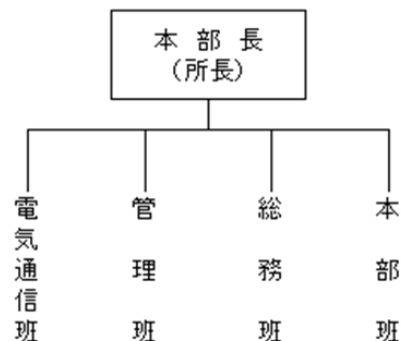 本部長
（所長）
本部班
総務班
管理班
電気通信班